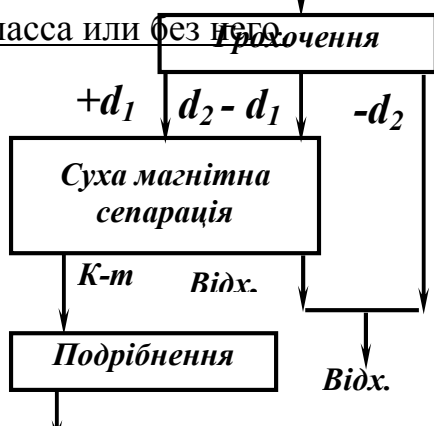 масса или без него
Грохочення
+d₁ d₂ - d₁ -d₂
Суха магнітна
сепарація
К-т Відх.
Подрібнення
Відх.